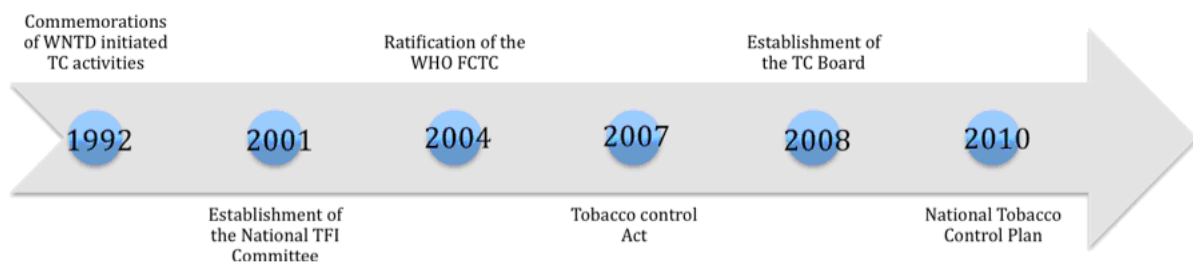 Commemorations
of WNTD initiated
TC activities
Ratification of the
WHO FCTC
Establishment of
the TC Board
1992
2001
2004
2007
2008
2010
Establishment of
the National TFI
Committee
Tobacco control
Act
National Tobacco
Control Plan